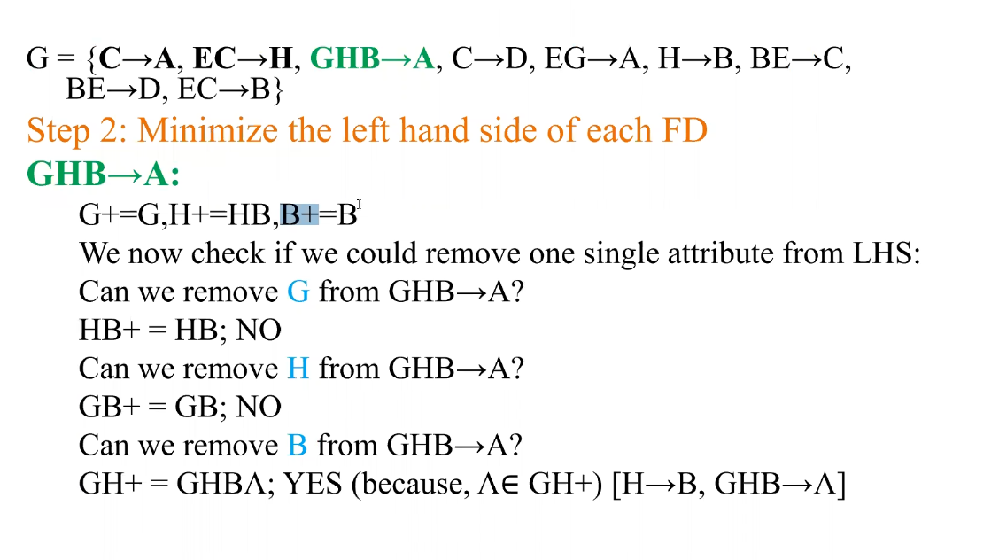 G = {C→A, EC→H, GHB→A, C→D, EG→A, H→B, BE→C,
BE→D, EC→B}
Step 2: Minimize the left hand side of each FD
GHB→A:
G+=G,H+=HB,B+=B
We now check if we could remove one single attribute from LHS:
Can we remove G from GHB→A?
HB+ = HB; NO
Can we remove H from GHB→A?
GB+ = GB; NO
Can we remove B from GHB→A?
GH+ = GHBA; YES (because, A∈ GH+) [H→B, GHB→A]